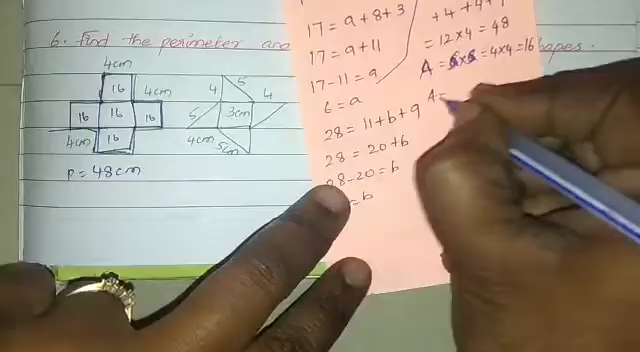 6. Find the perimeter and
hapes.
4cm
16 4cm
16 16 16
4cm 16
P = 48cm
5
4 4
5 3cm
4cm 5cm
17 = a+8+3
17 = a+11
17-11 = a
6 = a
28 = 11+b+9
28 = 20+b
28-20 = b
= b
+4 +4+
= 12×4 = 48
A = = 4×4 = 16
A =